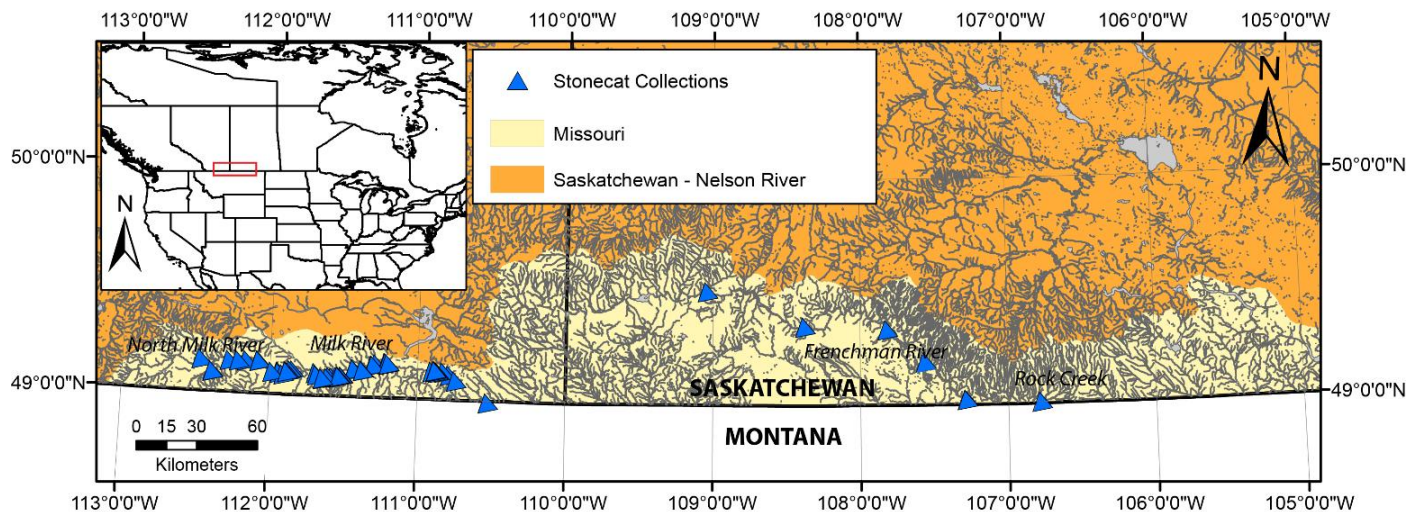 113°0'0"W 112°0'0"W 111°0'0"W 110°0'0"W 109°0'0"W 108°0'0"W 107°0'0"W 106°0'0"W 105°0'0"W
N
Stonecat Collections
Missouri
Saskatchewan - Nelson River
N
50°0'0"N 50°0'0"N
North Milk River Milk River
Frenchman River
Rock Creek
49°0'0"N 49°0'0"N
SASKATCHEWAN
MONTANA
0 15 30 60
Kilometers
113°0'0"W 112°0'0"W 111°0'0"W 110°0'0"W 109°0'0"W 108°0'0"W 107°0'0"W 106°0'0"W 105°0'0"W